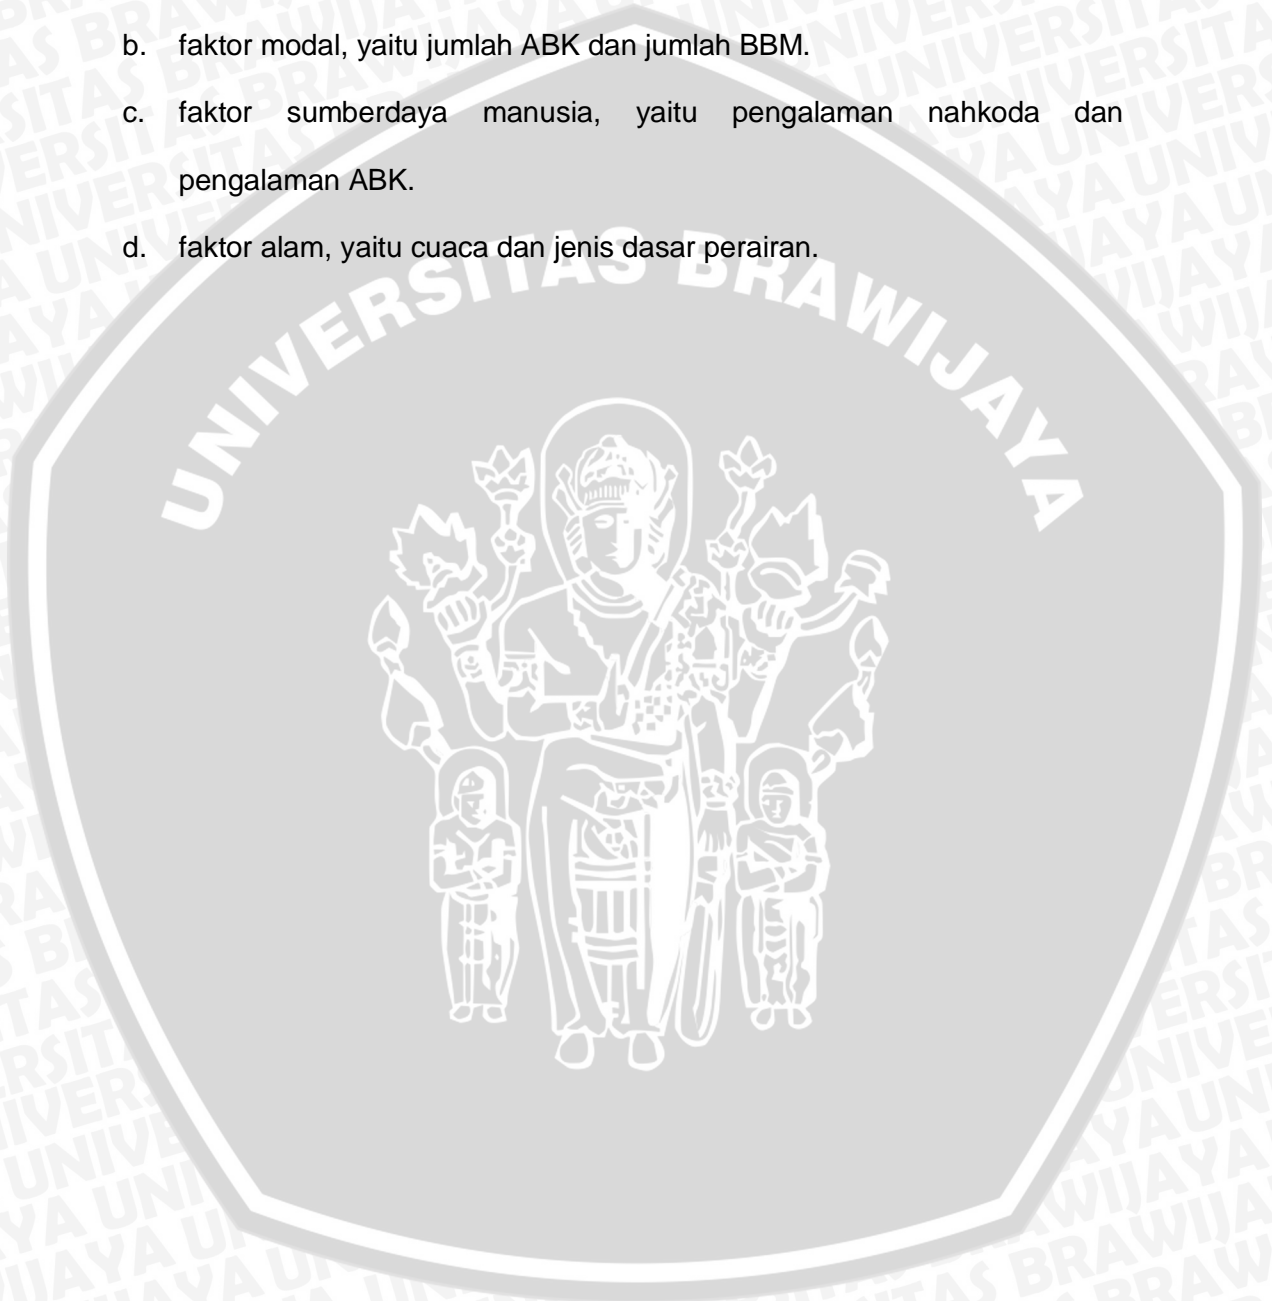 b. faktor modal, yaitu jumlah ABK dan jumlah BBM.
c. faktor sumberdaya manusia, yaitu pengalaman nahkoda dan
pengalaman ABK.
d. faktor alam, yaitu cuaca dan jenis dasar perairan.
UNIVERSITAS BRAWIJAYA